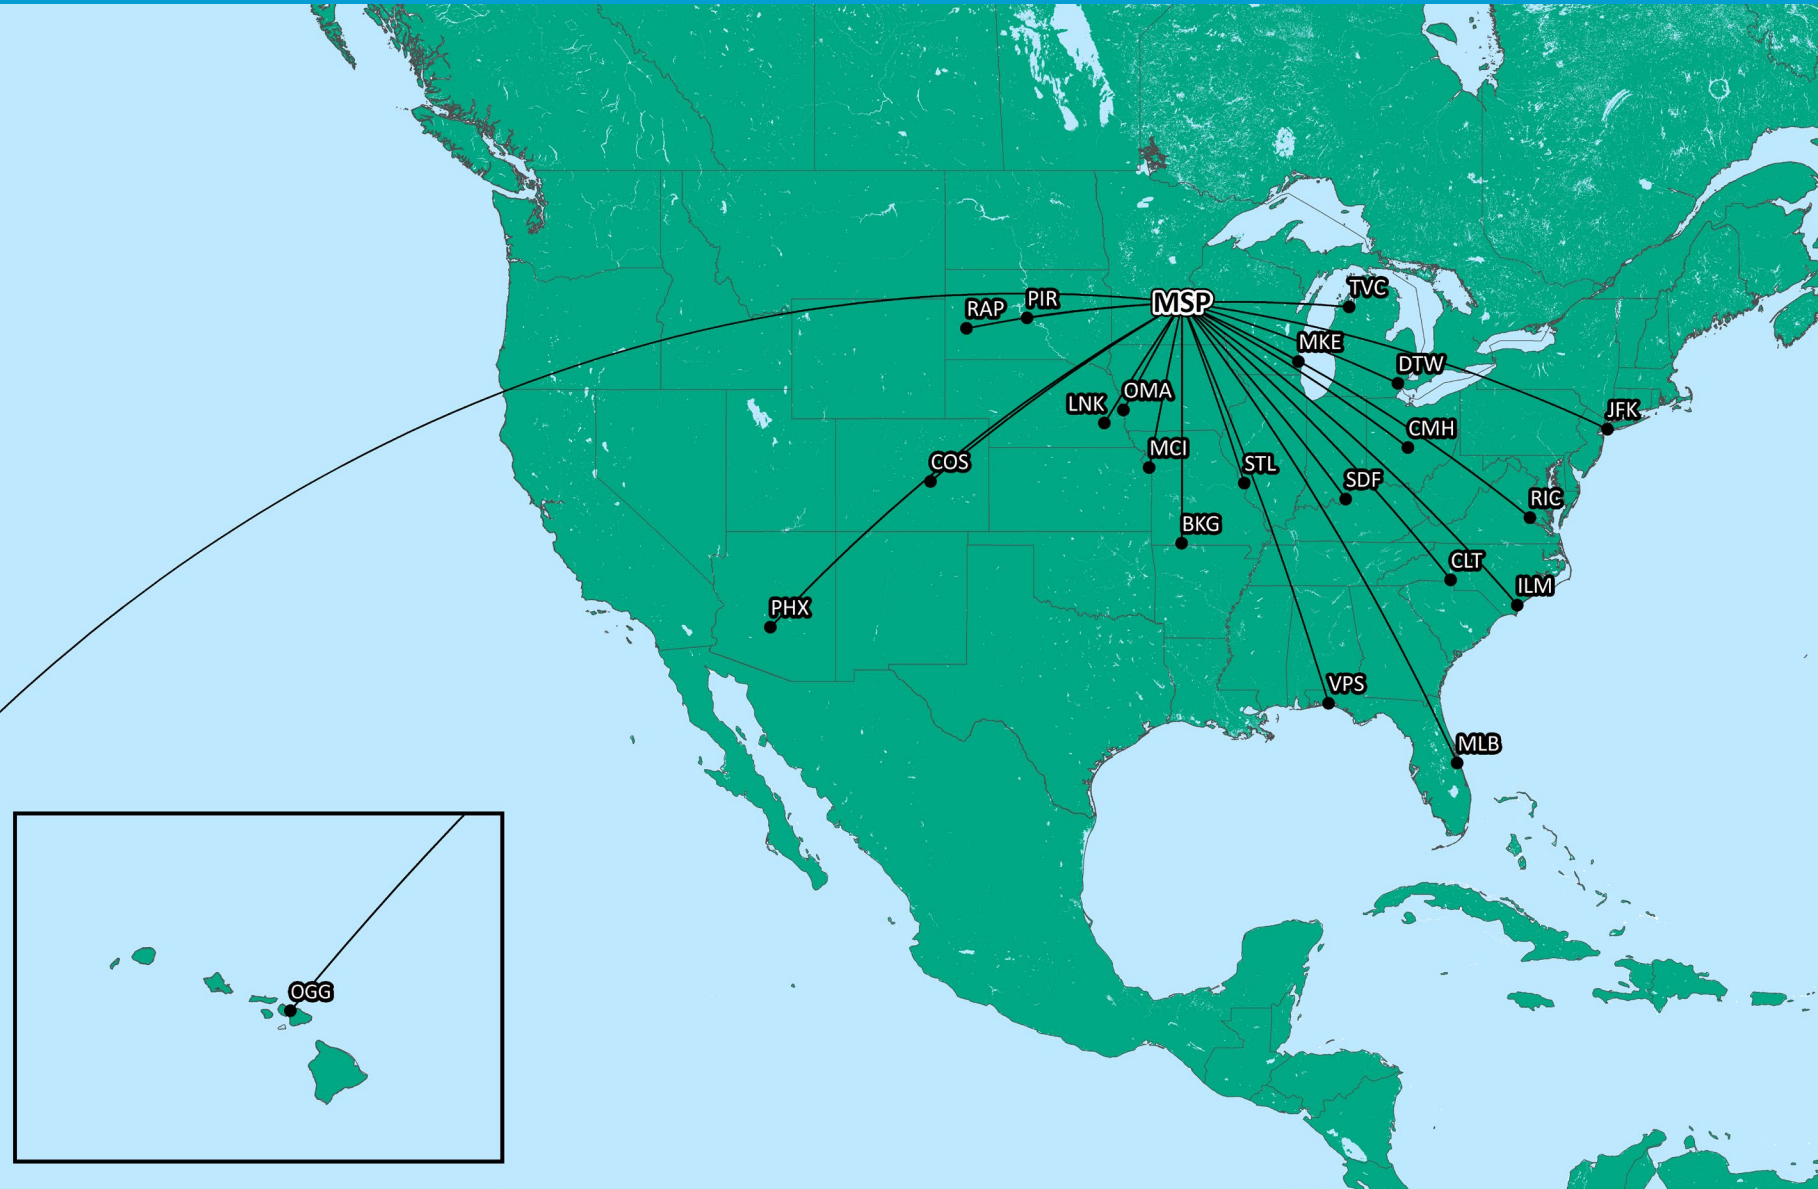 TVC
PIR
MSP
RAP
MKE
DTW
OMA
LNK
JFK
CMH
MCI
COS
STL
SDF
RIC
BKG
CLT
ILM
PHX
VPS
MLB
OGG